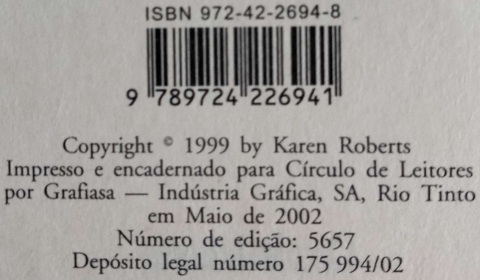 ISBN 972-42-2694-8
9 789724 226941
Copyright © 1999 by Karen Roberts
Impresso e encadernado para Círculo de Leitores
por Grafiasa — Indústria Gráfica, SA, Rio Tinto
em Maio de 2002
Número de edição: 5657
Depósito legal número 175 994/02